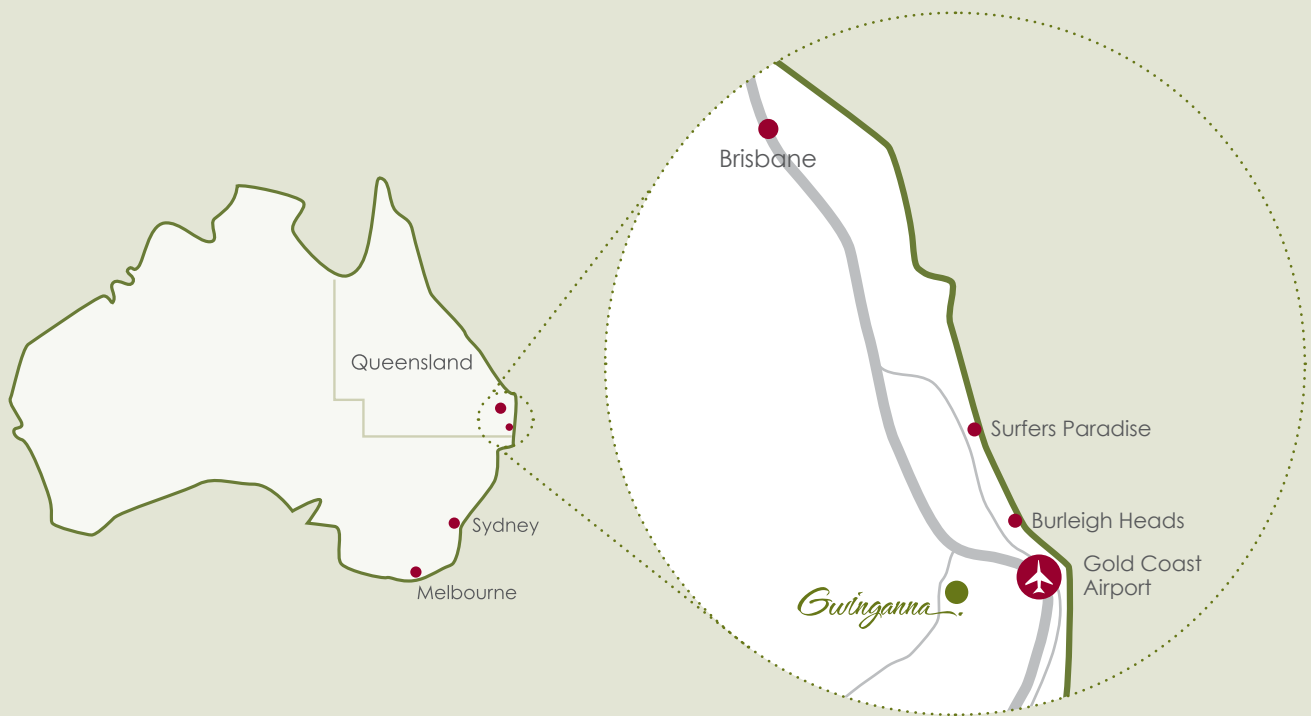 Brisbane
Queensland
Surfers Paradise
Burleigh Heads
Sydney
Gold Coast
Airport
Melbourne
Gwinganna